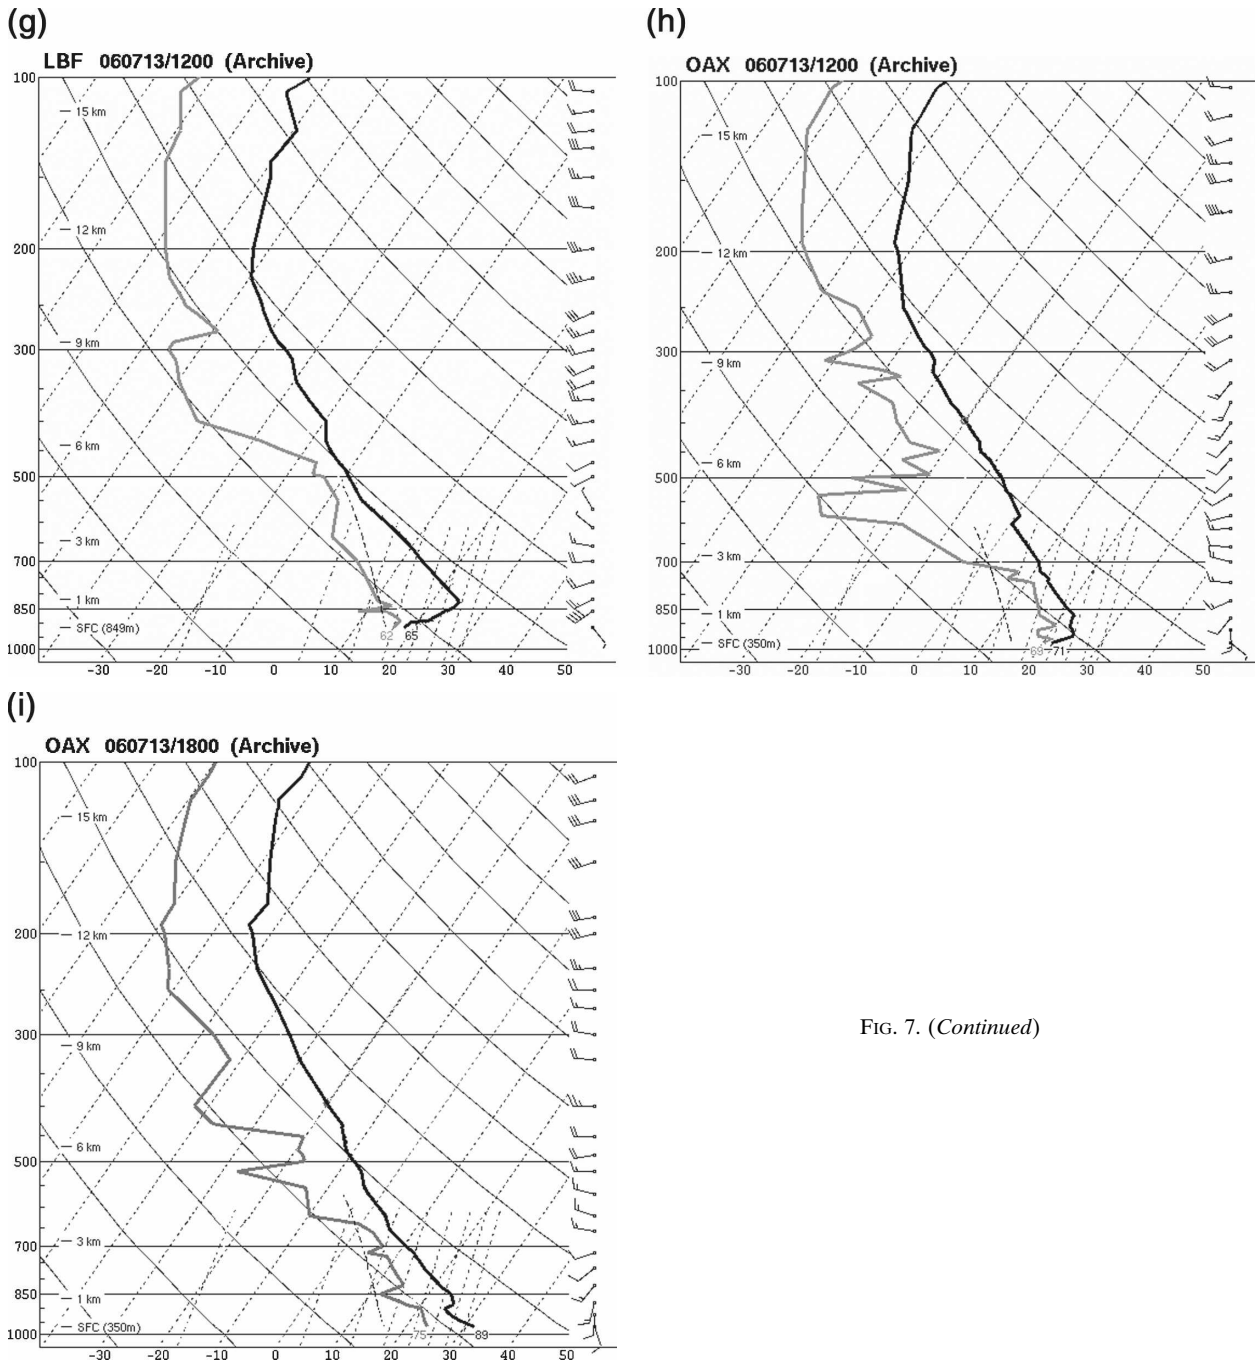 (g)
LBF 060713/1200 (Archive)
100
15 km
12 km
200
9 km
300
6 km
500
3 km
700
1 km
850
SFC (849m)
62 65
1000
-30 -20 -10 0 10 20 30 40 50
(h)
OAX 060713/1200 (Archive)
100
15 km
12 km
200
300
9 km
6 km
500
3 km
700
850
1 km
SFC (350m)
69 71
1000
-30 -20 -10 0 10 20 30 40 50
(i)
OAX 060713/1800 (Archive)
100
15 km
200
12 km
300
9 km
6 km
500
3 km
700
850
1 km
SFC (350m)
75 89
1000
-30 -20 -10 0 10 20 30 40 50
FIG. 7. (Continued)